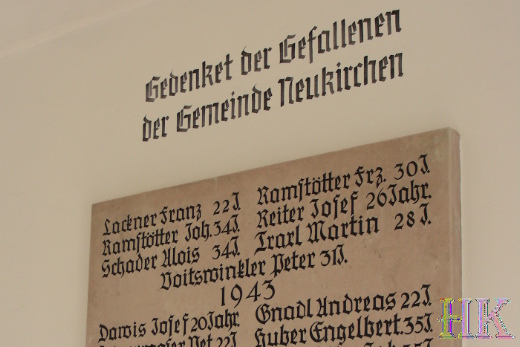 Gedenket der Gefallenen
der Gemeinde Neukirchen
Lackner Franz 22 J. Ramstötter Frz. 30 J.
Ramstötter Joh. 34 J. Reiter Josef 26 Jahr.
Schader Alois 34 J. Traxl Martin 28 J.
Voitswinkler Peter 31 J.
1943
Dawis Josef 20 Jahr Gnadl Andreas 22 J.
Pet. 22 J. Huber Engelbert. 35 J.
HK